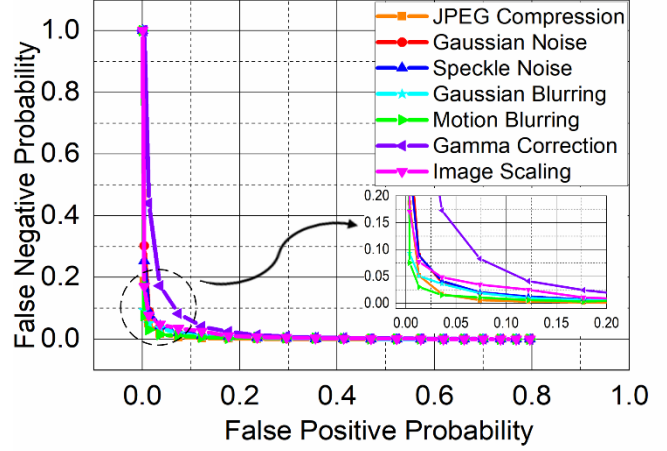 JPEG Compression
Gaussian Noise
Speckle Noise
Gaussian Blurring
Motion Blurring
Gamma Correction
Image Scaling
False Negative Probability
1.0
0.8
0.6
0.4
0.2
0.0
0.20
0.15
0.10
0.05
0.00
0.00 0.05 0.10 0.15 0.20
0.0 0.2 0.4 0.6 0.8 1.0
False Positive Probability